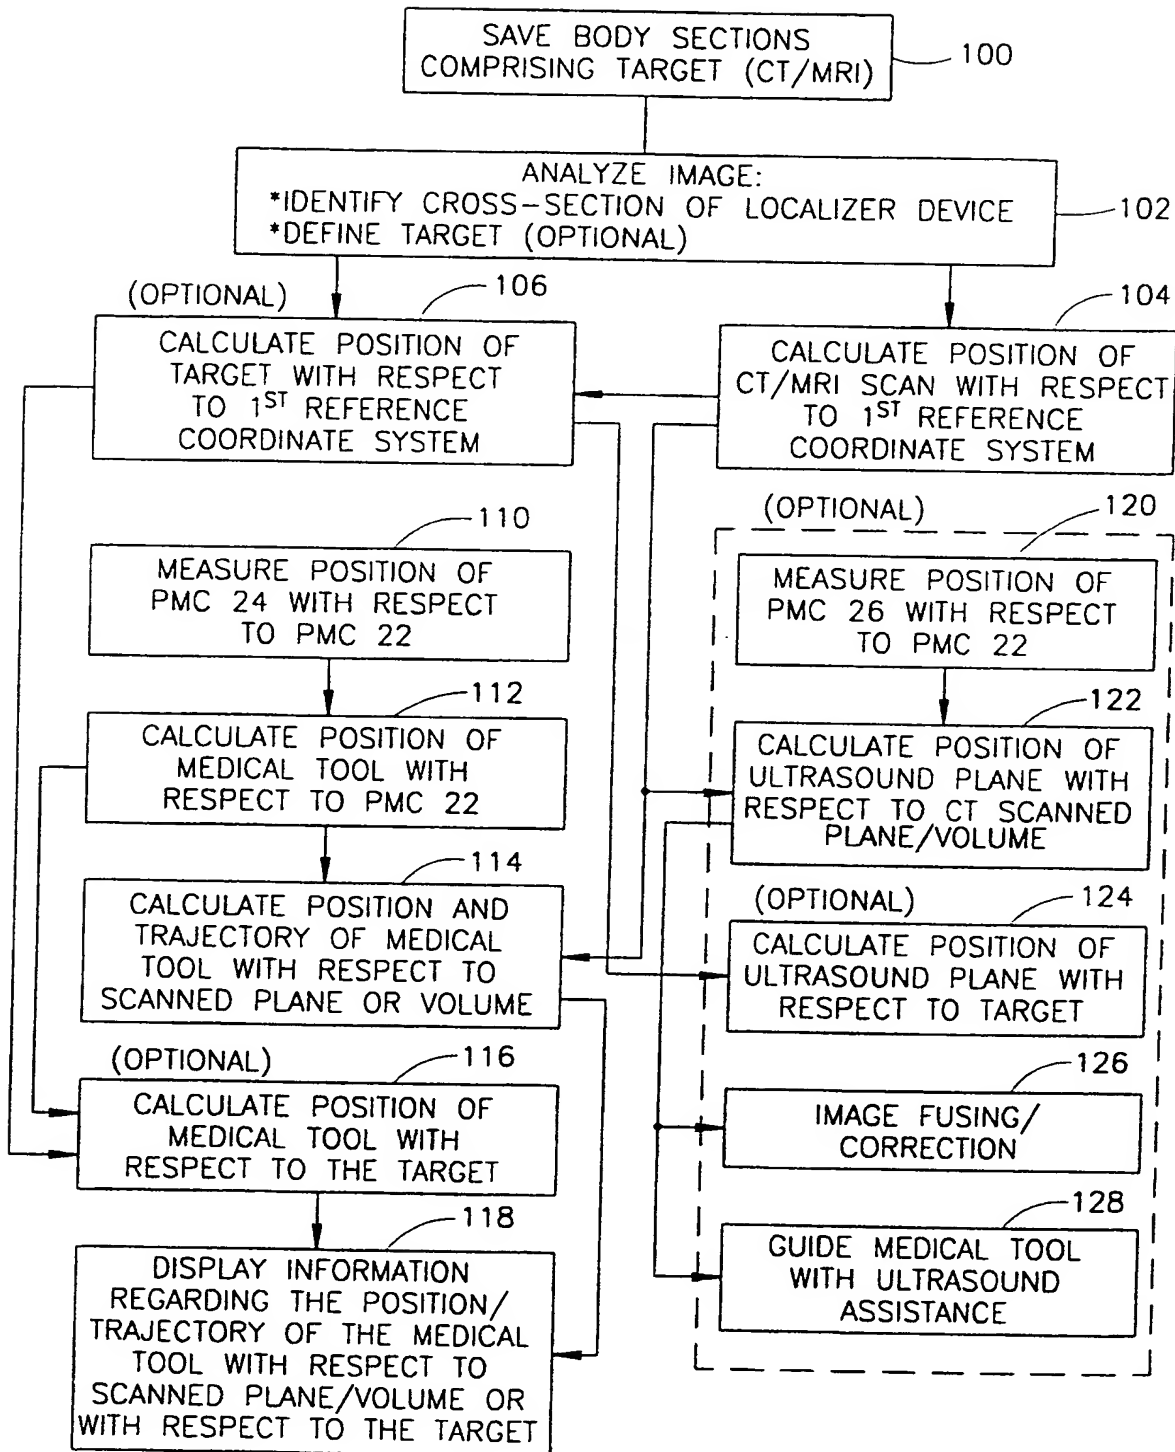 SAVE BODY SECTIONS
COMPRISING TARGET (CT/MRI)
100
ANALYZE IMAGE:
*IDENTIFY CROSS-SECTION OF LOCALIZER DEVICE
*DEFINE TARGET (OPTIONAL)
102
(OPTIONAL)
106
CALCULATE POSITION OF
TARGET WITH RESPECT
TO 1ST REFERENCE
COORDINATE SYSTEM
104
CALCULATE POSITION OF
CT/MRI SCAN WITH RESPECT
TO 1ST REFERENCE
COORDINATE SYSTEM
110
MEASURE POSITION OF
PMC 24 WITH RESPECT
TO PMC 22
(OPTIONAL)
120
MEASURE POSITION OF
PMC 26 WITH RESPECT
TO PMC 22
112
CALCULATE POSITION OF
MEDICAL TOOL WITH
RESPECT TO PMC 22
122
CALCULATE POSITION OF
ULTRASOUND PLANE WITH
RESPECT TO CT SCANNED
PLANE/VOLUME
114
CALCULATE POSITION AND
TRAJECTORY OF MEDICAL
TOOL WITH RESPECT TO
SCANNED PLANE OR VOLUME
(OPTIONAL)
124
CALCULATE POSITION OF
ULTRASOUND PLANE WITH
RESPECT TO TARGET
(OPTIONAL)
116
CALCULATE POSITION OF
MEDICAL TOOL WITH
RESPECT TO THE TARGET
126
IMAGE FUSING/
CORRECTION
118
DISPLAY INFORMATION
REGARDING THE POSITION/
TRAJECTORY OF THE MEDICAL
TOOL WITH RESPECT TO
SCANNED PLANE/VOLUME OR
WITH RESPECT TO THE TARGET
128
GUIDE MEDICAL TOOL
WITH ULTRASOUND
ASSISTANCE